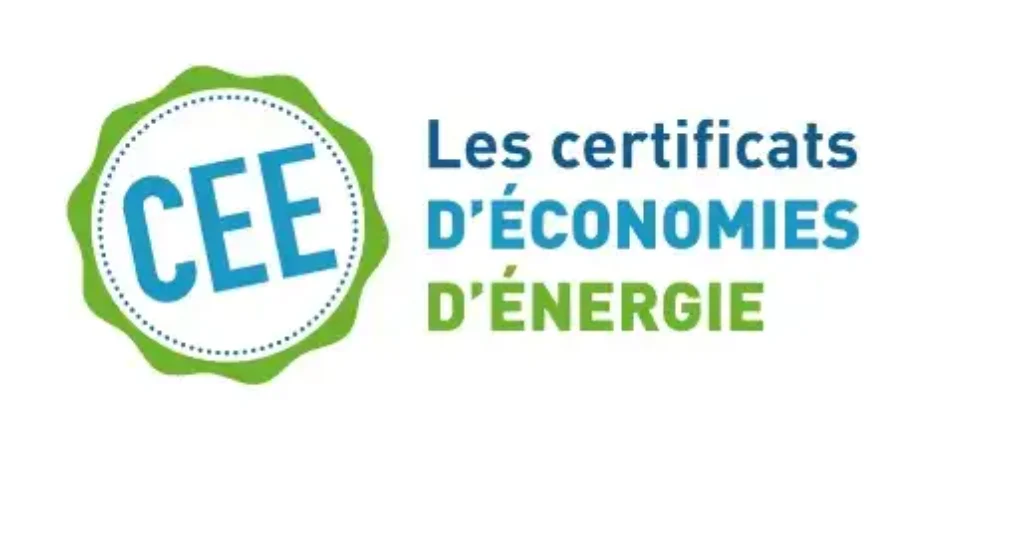 CEE
Les certificats
D'ÉCONOMIES
D'ÉNERGIE